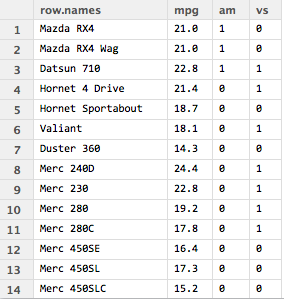 row.names mpg am vs
1 Mazda RX4 21.0 1 0
2 Mazda RX4 Wag 21.0 1 0
3 Datsun 710 22.8 1 1
4 Hornet 4 Drive 21.4 0 1
5 Hornet Sportabout 18.7 0 0
6 Valiant 18.1 0 1
7 Duster 360 14.3 0 0
8 Merc 240D 24.4 0 1
9 Merc 230 22.8 0 1
10 Merc 280 19.2 0 1
11 Merc 280C 17.8 0 1
12 Merc 450SE 16.4 0 0
13 Merc 450SL 17.3 0 0
14 Merc 450SLC 15.2 0 0